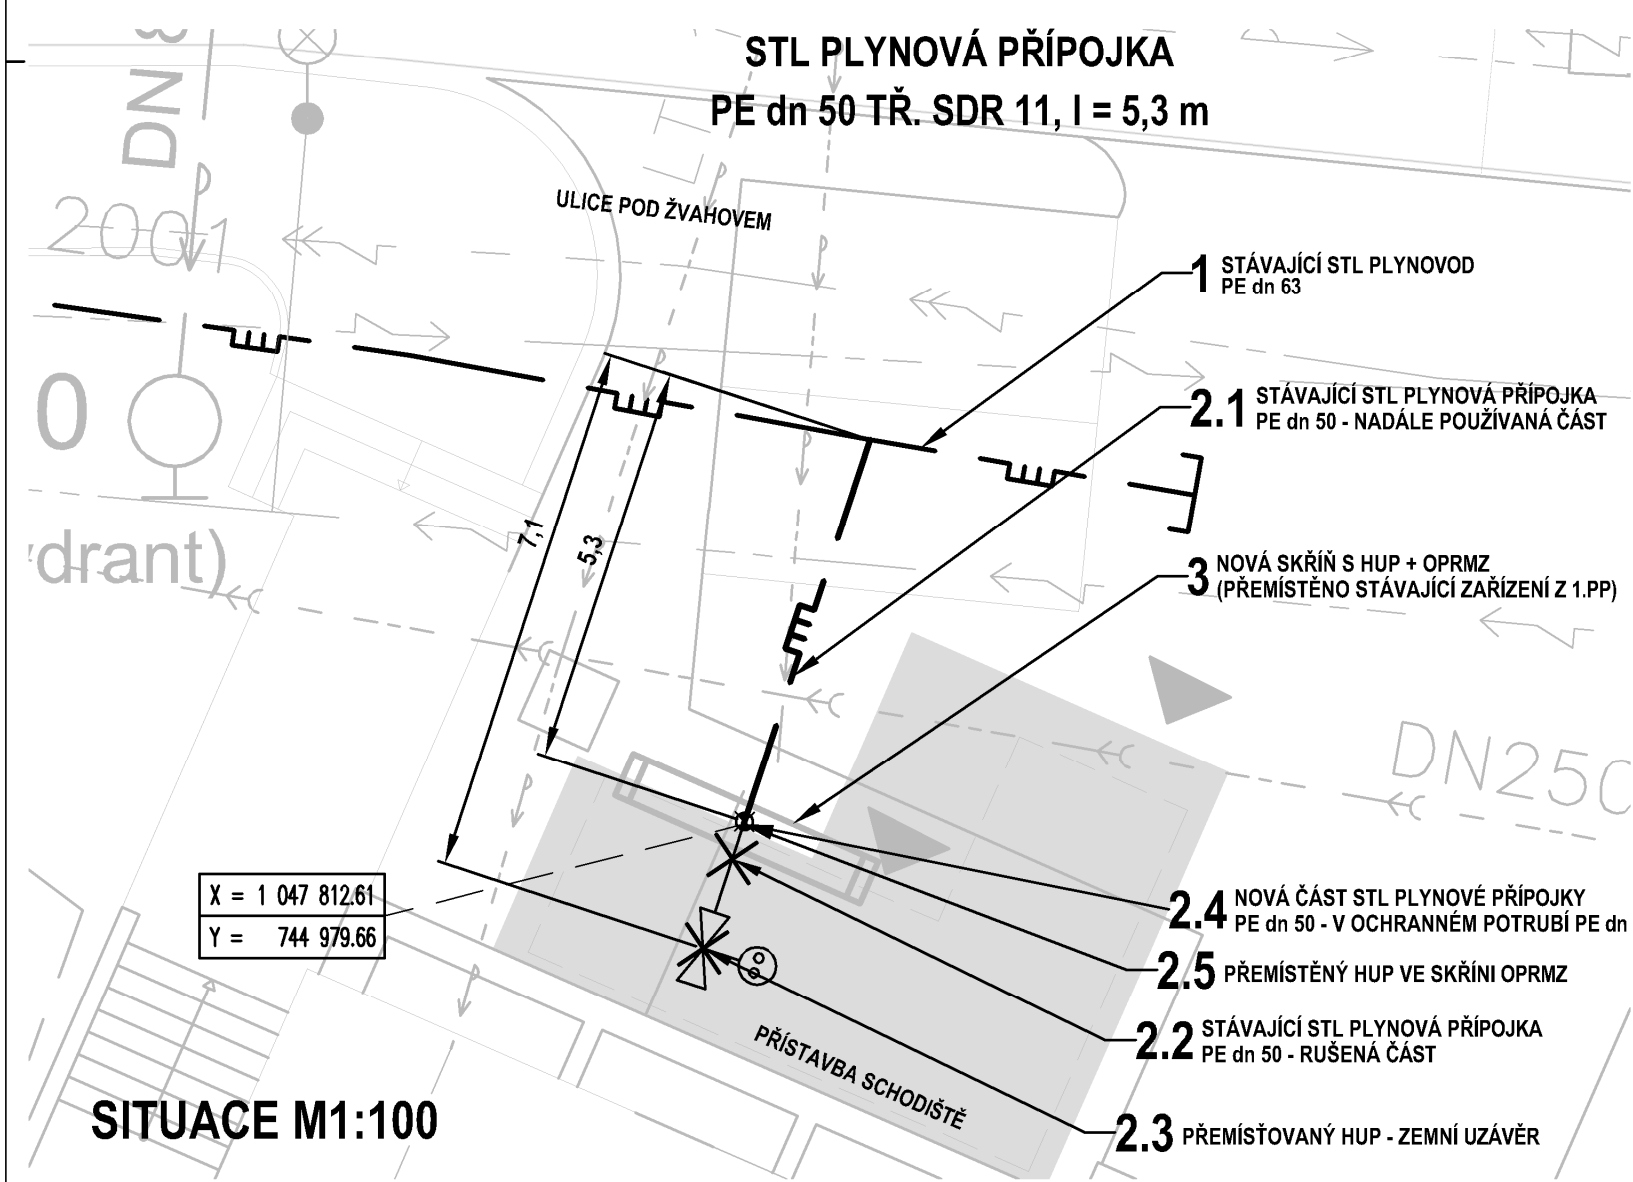 STL PLYNOVÁ PŘÍPOJKA
PE dn 50 TŘ. SDR 11, l = 5,3 m
DN 8
2001
ULICE POD ŽVAHOVEM
1 STÁVAJÍCÍ STL PLYNOVOD
PE dn 63
0
2.1 STÁVAJÍCÍ STL PLYNOVÁ PŘÍPOJKA
PE dn 50 - NADÁLE POUŽÍVANÁ ČÁST
7,1
5,3
drant)
3 NOVÁ SKŘÍŇ S HUP + OPRMZ
(PŘEMÍSTĚNO STÁVAJÍCÍ ZAŘÍZENÍ Z 1.PP)
DN250
X = 1 047 812.61
Y = 744 979.66
2.4 NOVÁ ČÁST STL PLYNOVÉ PŘÍPOJKY
PE dn 50 - V OCHRANNÉM POTRUBÍ PE dn
2.5 PŘEMÍSTĚNÝ HUP VE SKŘÍNI OPRMZ
2.2 STÁVAJÍCÍ STL PLYNOVÁ PŘÍPOJKA
PE dn 50 - RUŠENÁ ČÁST
PŘÍSTAVBA SCHODIŠTĚ
2.3 PŘEMÍSŤOVANÝ HUP - ZEMNÍ UZÁVĚR
SITUACE M1:100